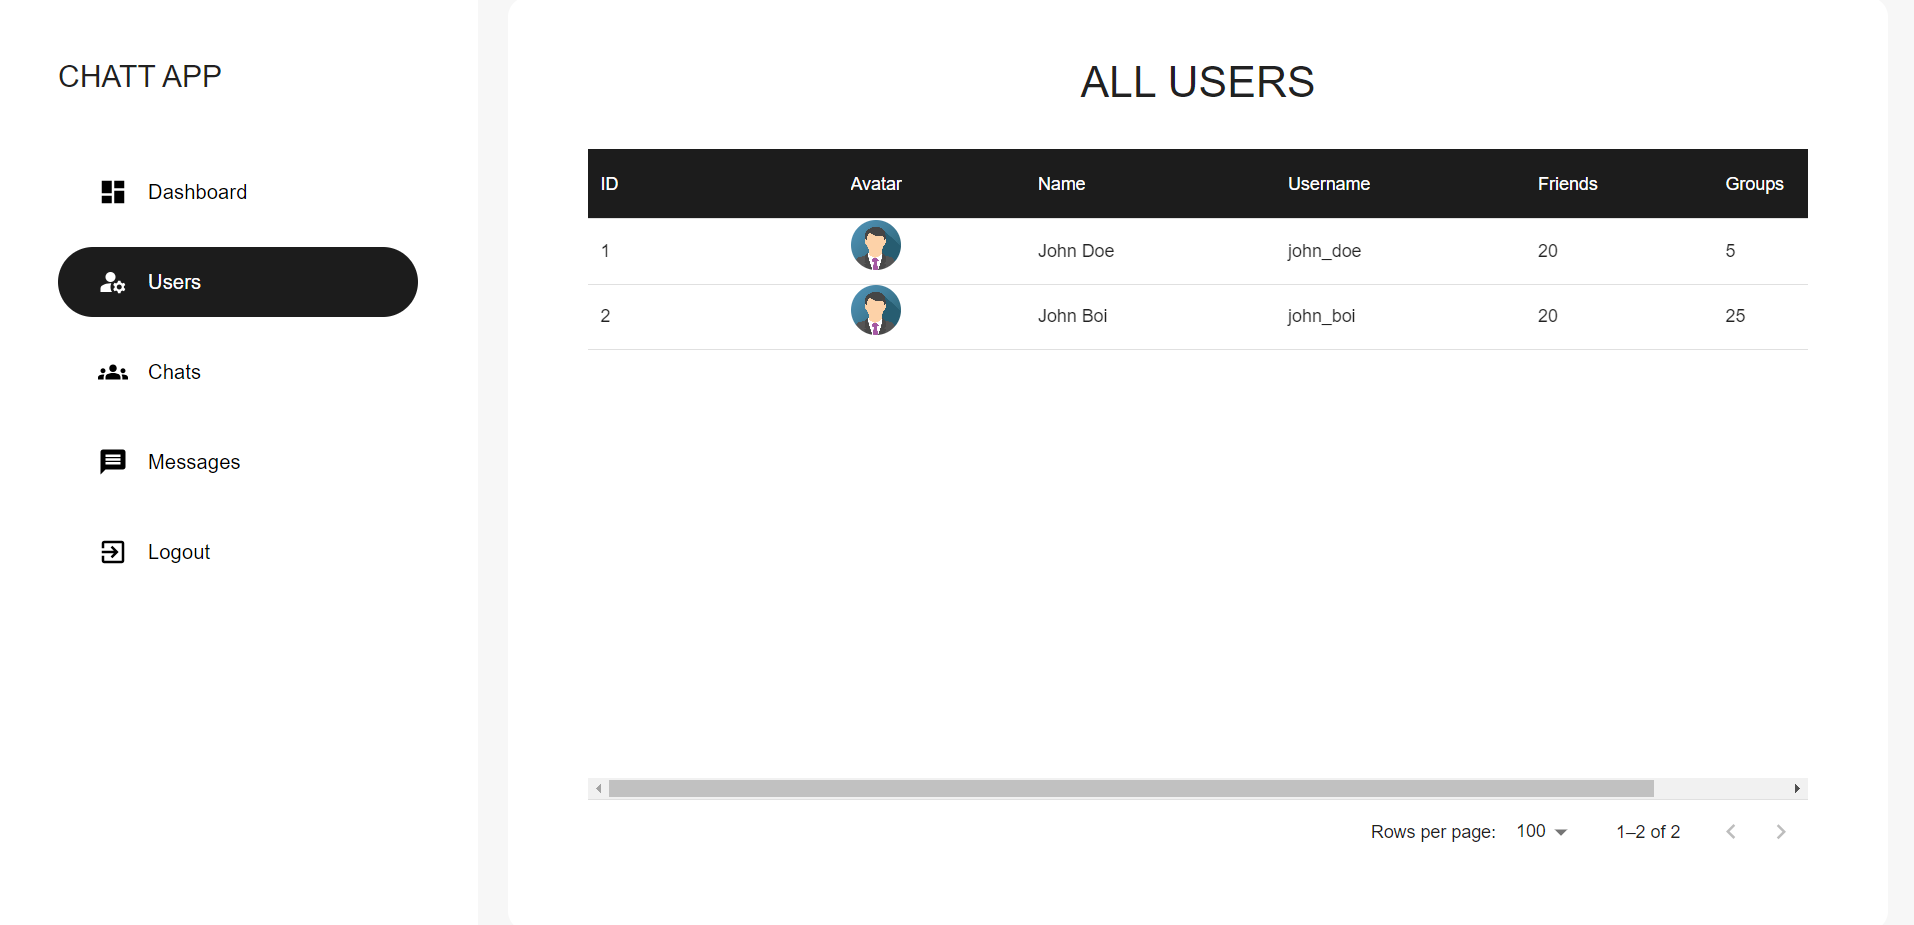 CHATT APP
Dashboard
Users
Chats
Messages
Logout
ALL USERS
ID Avatar Name Username Friends Groups
1 John Doe john_doe 20 5
2 John Boi john_boi 20 25
Rows per page: 100 1–2 of 2